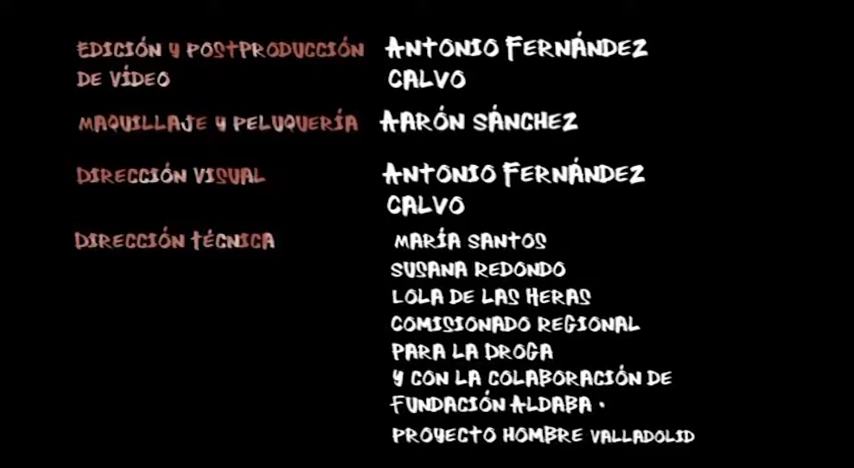 EDICIÓN Y POSTPRODUCCIÓN ANTONIO FERNÁNDEZ
DE VÍDEO CALVO
MAQUILLAJE Y PELUQUERÍA AARÓN SÁNCHEZ
DIRECCIÓN VISUAL ANTONIO FERNÁNDEZ
CALVO
DIRECCIÓN TÉCNICA MARÍA SANTOS
SUSANA REDONDO
LOLA DE LAS HERAS
COMISIONADO REGIONAL
PARA LA DROGA
Y CON LA COLABORACIÓN DE
FUNDACIÓN ALDABA ·
PROYECTO HOMBRE VALLADOLID